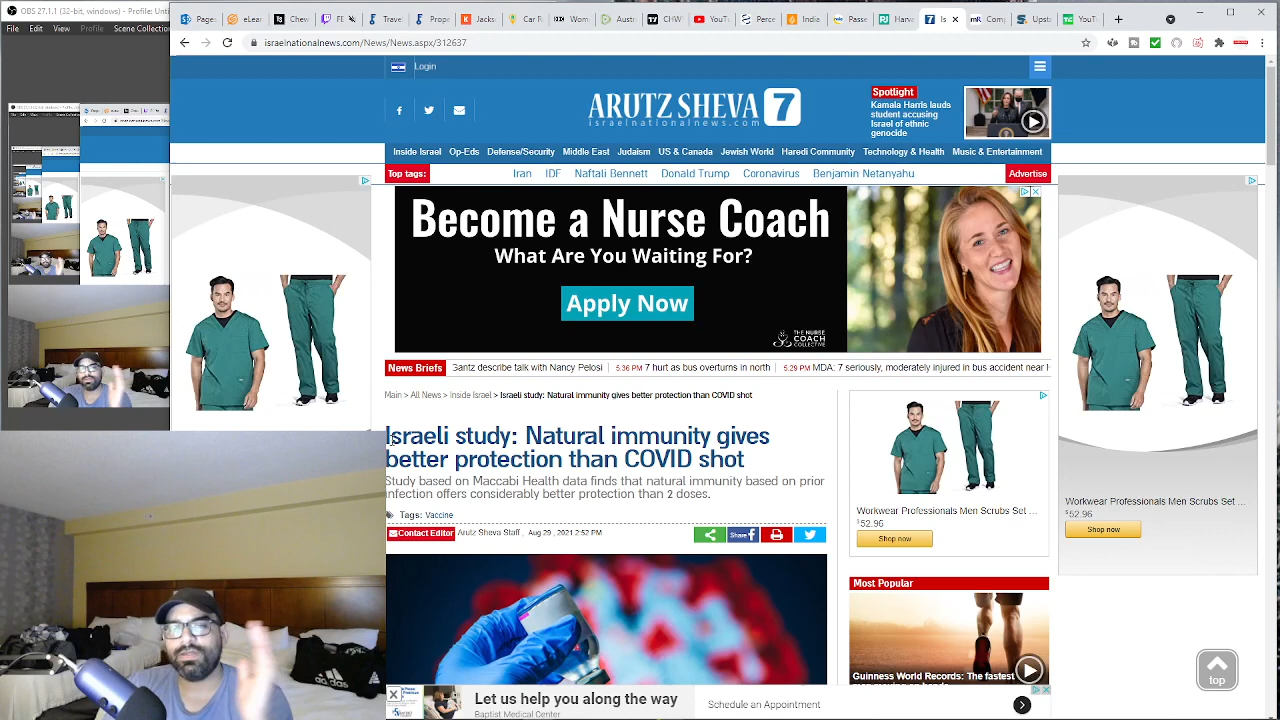 OBS 27.1.1 (32-bit, windows) - Profile: Untitled
File Edit View Profile Scene Collecti
israelnationalnews.com/News/News.aspx/312637
Login
ARUTZ SHEVA 7
israelnationalnews.com
Spotlight
Kamala Harris lauds
student accusing
Israel of ethnic
genocide
Inside Israel Op-Eds Defense/Security Middle East Judaism US & Canada Jewish World Haredi Community Technology & Health Music & Entertainment
Top tags: Iran IDF Naftali Bennett Donald Trump Coronavirus Benjamin Netanyahu Advertise
Become a Nurse Coach
What Are You Waiting For?
Apply Now
THE NURSE
COACH
COLLECTIVE
News Briefs Gantz describe talk with Nancy Pelosi 5:36 PM 7 hurt as bus overturns in north 5:29 PM MDA: 7 seriously, moderately injured in bus accident near
Main > All News > Inside Israel > Israeli study: Natural immunity gives better protection than COVID shot
Israeli study: Natural immunity gives
better protection than COVID shot
Study based on Maccabi Health data finds that natural immunity based on prior
infection offers considerably better protection than 2 doses.
Tags: Vaccine
Contact Editor Arutz Sheva Staff , Aug 29 , 2021 2:52 PM
Share
Workwear Professionals Men Scrubs Set ...
$52.96
Shop now
Workwear Professionals Men Scrubs Set ...
$52.96
Shop now
Most Popular
Guinness World Records: The fastest
top
adidas
Let us help you along the way
Baptist Medical Center
Schedule an Appointment